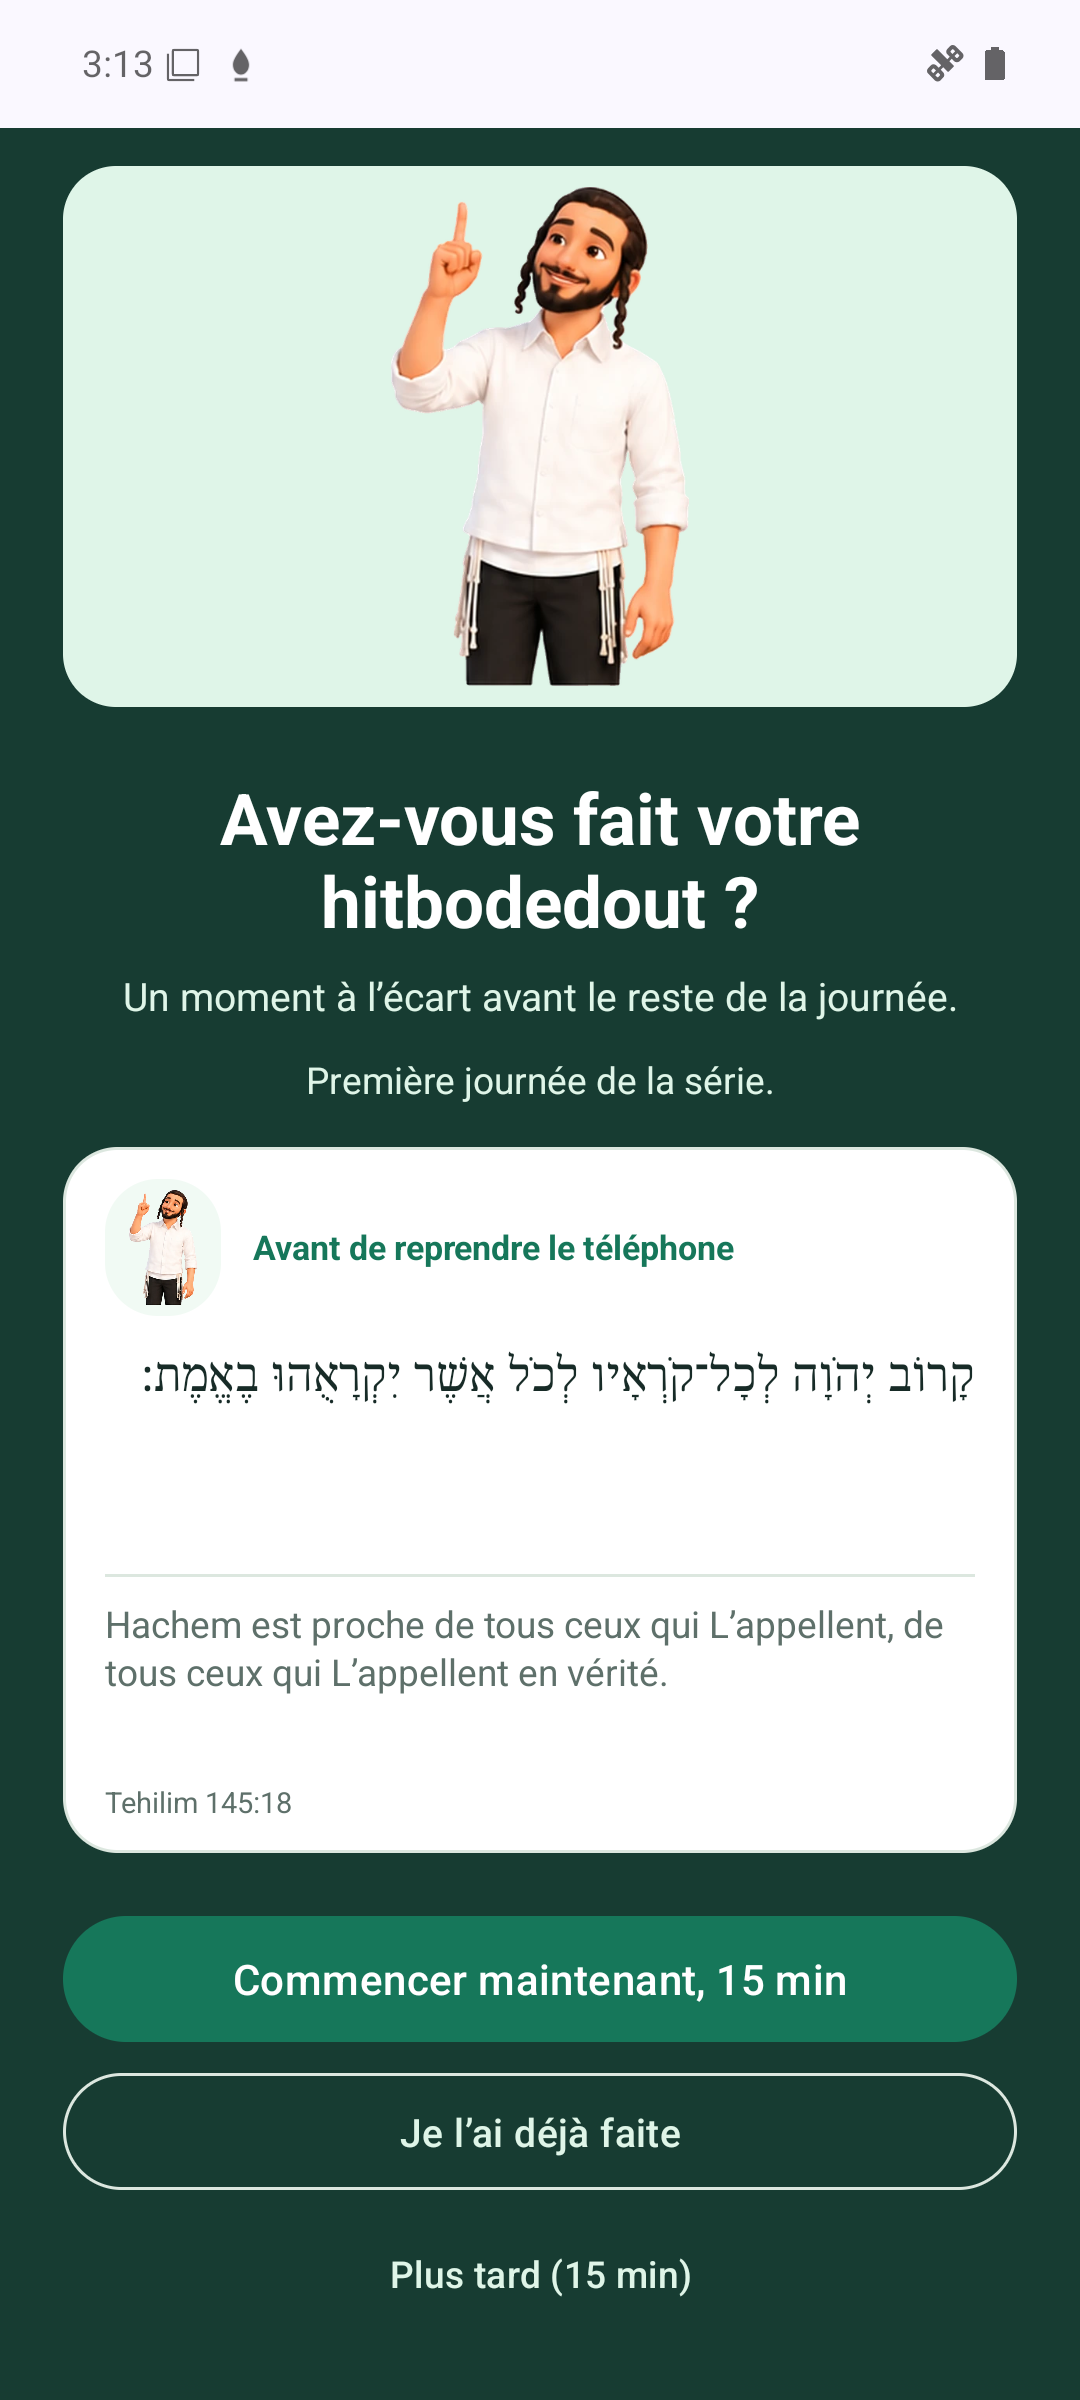 3:13
Avez-vous fait votre
hitbodedout ?
Un moment à l’écart avant le reste de la journée.
Première journée de la série.
Avant de reprendre le téléphone
קָרוֹב יְהֹוָה לְכׇל־קֹרְאָיו לְכֹל אֲשֶׁר יִקְרָאֻהוּ בֶאֱמֶת׃
Hachem est proche de tous ceux qui L’appellent, de
tous ceux qui L’appellent en vérité.
Tehilim 145:18
Commencer maintenant, 15 min
Je l’ai déjà faite
Plus tard (15 min)